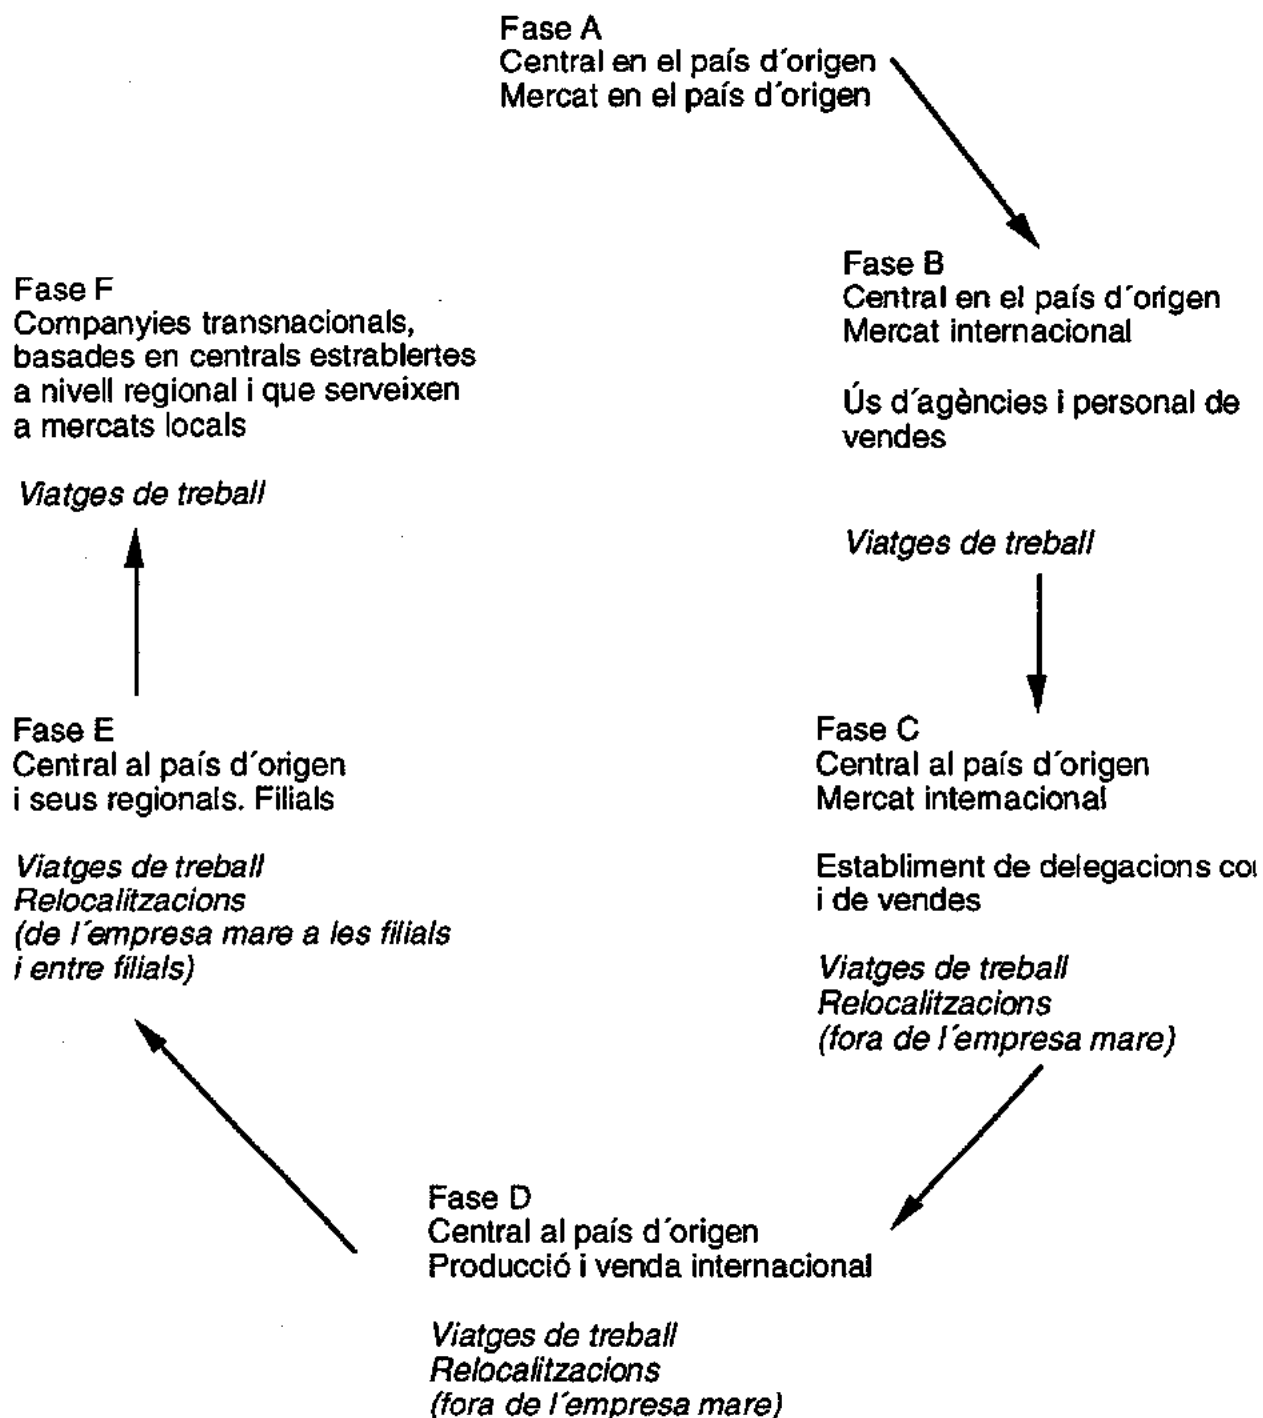 Fase A
Central en el país d´origen
Mercat en el país d´origen
Fase B
Central en el país d´origen
Mercat internacional
Ús d´agències i personal de
vendes
Viatges de treball
Fase C
Central al país d´origen
Mercat internacional
Establiment de delegacions
i de vendes
Viatges de treball
Relocalitzacions
(fora de l´empresa mare)
Fase D
Central al país d´origen
Producció i venda internacional
Viatges de treball
Relocalitzacions
(fora de l´empresa mare)
Fase E
Central al país d´origen
i seus regionals. Filials
Viatges de treball
Relocalitzacions
(de l´empresa mare a les filials
i entre filials)
Fase F
Companyies transnacionals,
basades en centrals estrablertes
a nivell regional i que serveixen
a mercats locals
Viatges de treball